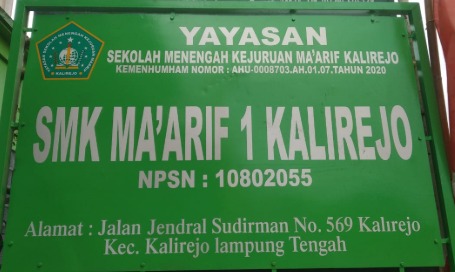 YAYASAN
SEKOLAH MENENGAH KEJURUAN MA'ARIF KALIREJO
KEMENHUMHAM NOMOR : AHU-0008703.AH.01.07.TAHUN 2020
SMK MA'ARIF 1 KALIREJO
NPSN : 10802055
Alamat : Jalan Jendral Sudirman No. 569 Kalirejo
Kec. Kalirejo lampung Tengah
KALIREJO